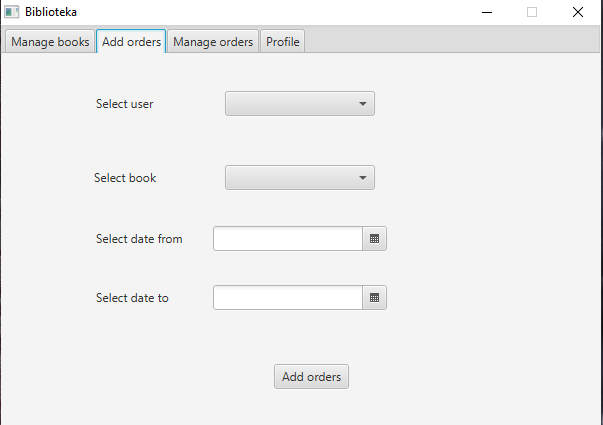 Biblioteka
Manage books Add orders Manage orders Profile
Select user
Select book
Select date from
Select date to
Add orders